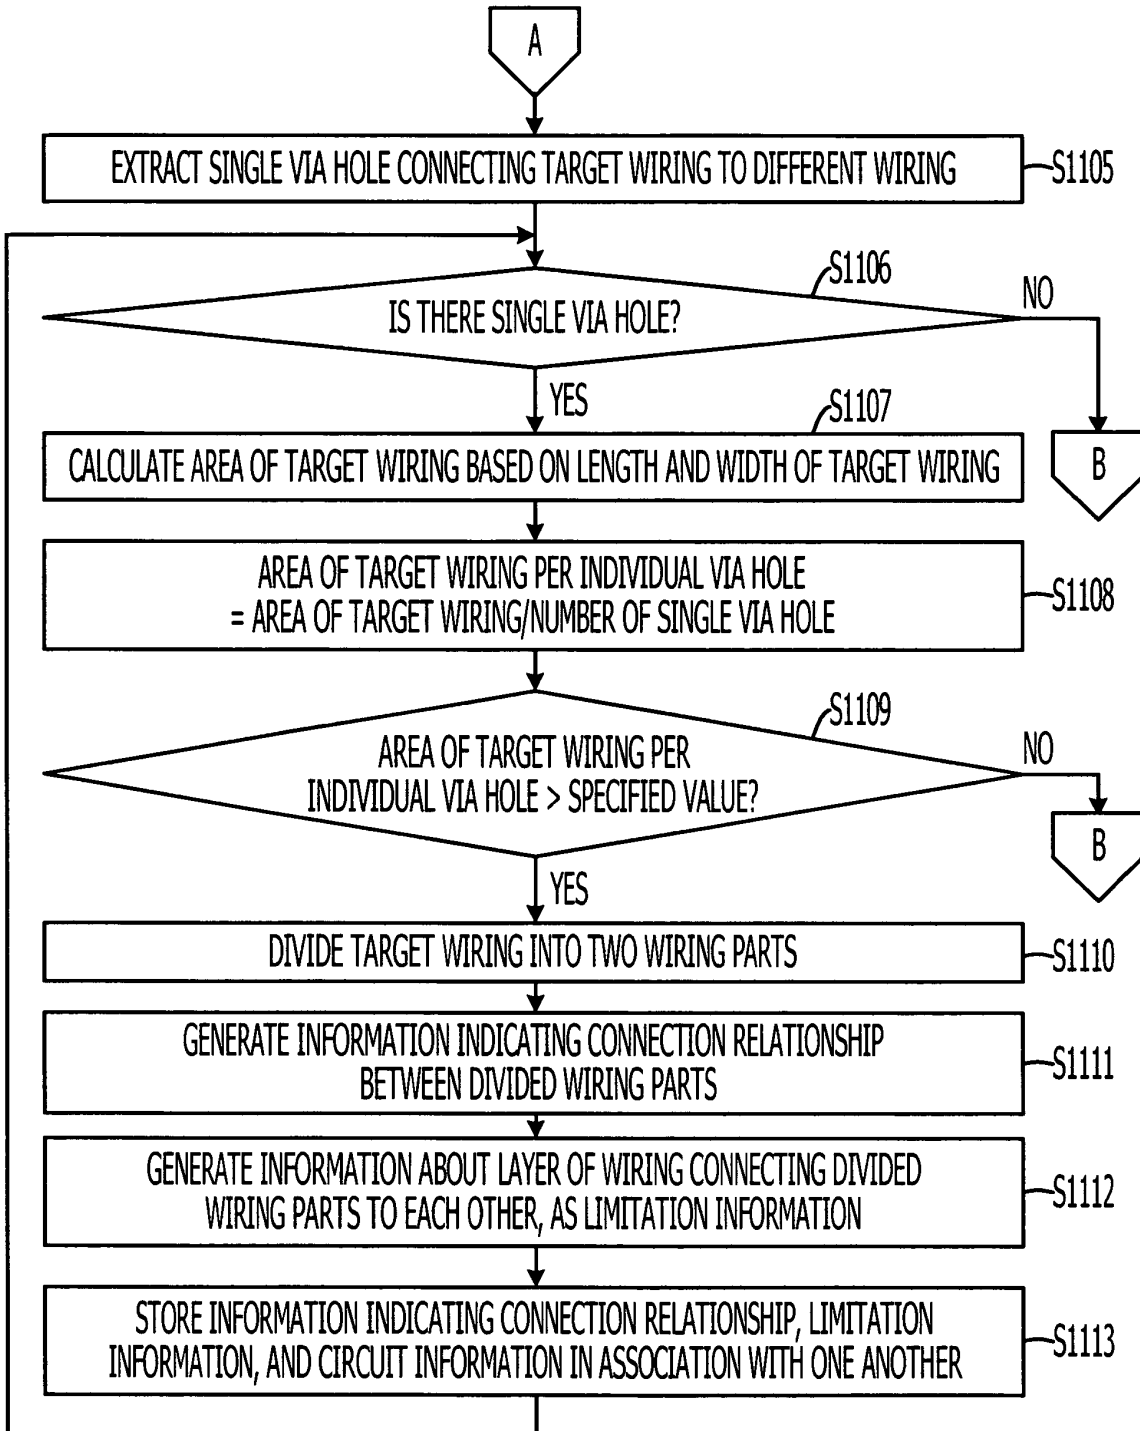 A
EXTRACT SINGLE VIA HOLE CONNECTING TARGET WIRING TO DIFFERENT WIRING
S1105
S1106
IS THERE SINGLE VIA HOLE?
NO
YES
S1107
CALCULATE AREA OF TARGET WIRING BASED ON LENGTH AND WIDTH OF TARGET WIRING
B
AREA OF TARGET WIRING PER INDIVIDUAL VIA HOLE
= AREA OF TARGET WIRING/NUMBER OF SINGLE VIA HOLE
S1108
S1109
AREA OF TARGET WIRING PER
INDIVIDUAL VIA HOLE > SPECIFIED VALUE?
NO
B
YES
DIVIDE TARGET WIRING INTO TWO WIRING PARTS
S1110
GENERATE INFORMATION INDICATING CONNECTION RELATIONSHIP
BETWEEN DIVIDED WIRING PARTS
S1111
GENERATE INFORMATION ABOUT LAYER OF WIRING CONNECTING DIVIDED
WIRING PARTS TO EACH OTHER, AS LIMITATION INFORMATION
S1112
STORE INFORMATION INDICATING CONNECTION RELATIONSHIP, LIMITATION
INFORMATION, AND CIRCUIT INFORMATION IN ASSOCIATION WITH ONE ANOTHER
S1113